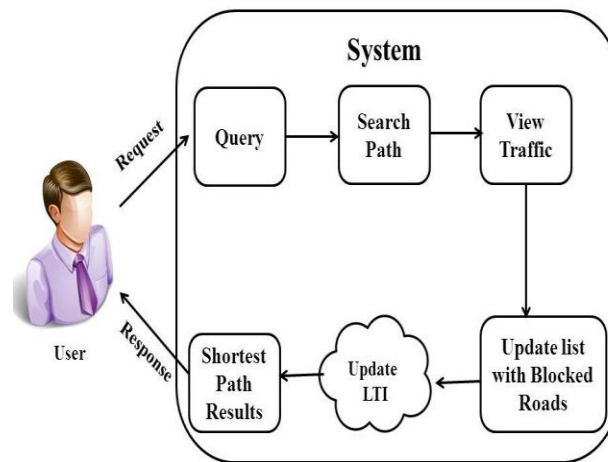 System
Request
Query
Search
Path
View
Traffic
User
Response
Shortest
Path
Results
Update
LTI
Update list
with Blocked
Roads